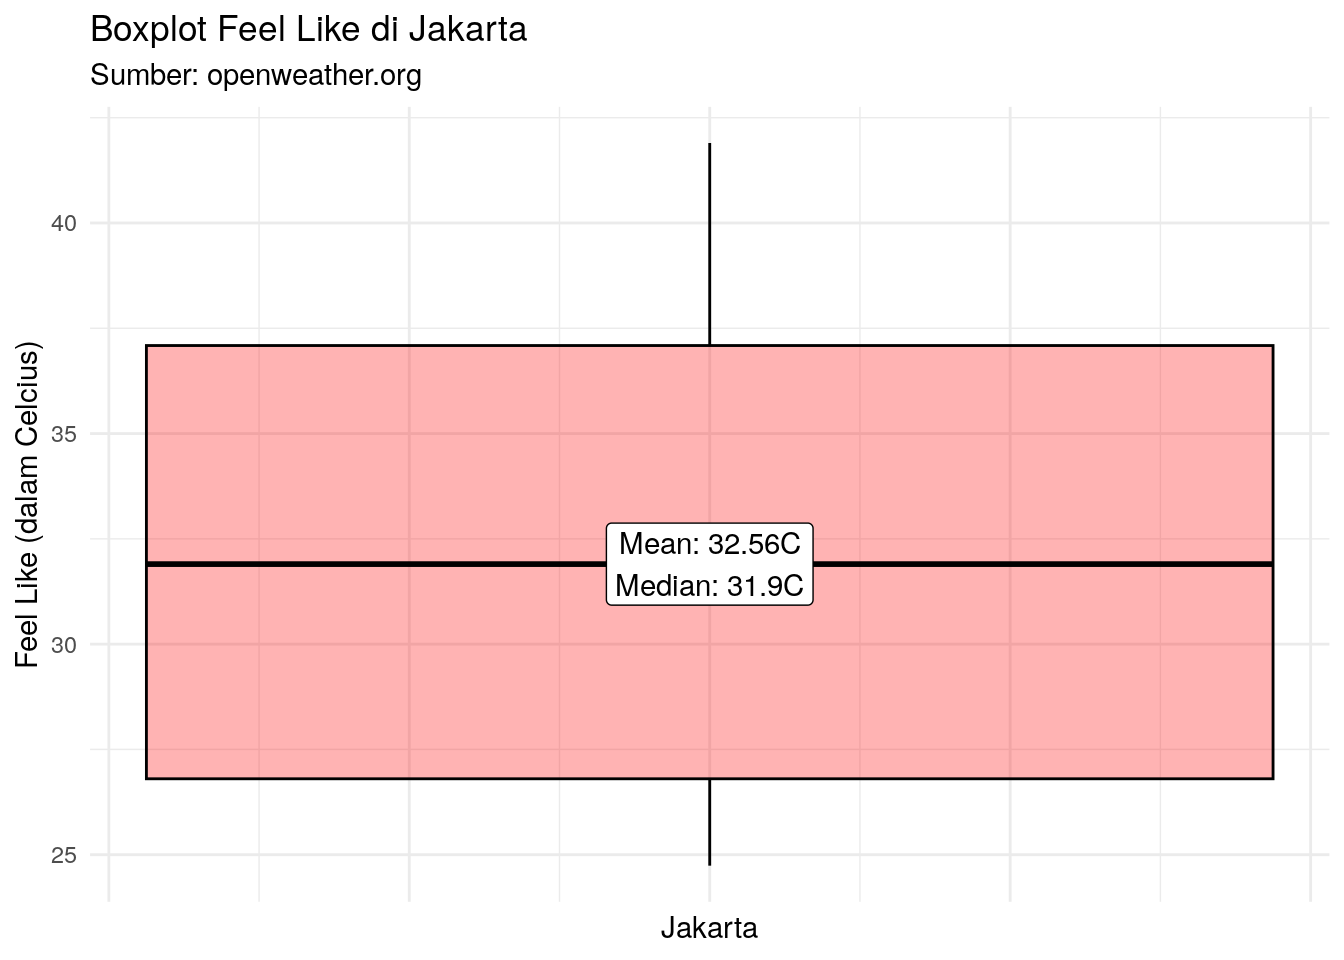 Boxplot Feel Like di Jakarta
Sumber: openweather.org
Feel Like (dalam Celcius)
40
35
30
25
Mean: 32.56C
Median: 31.9C
Jakarta